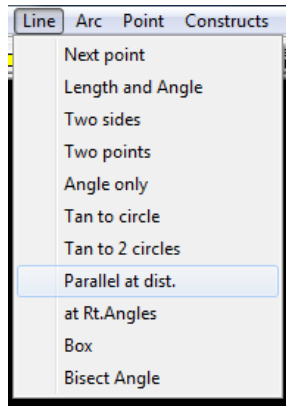 Line Arc Point Constructs
Next point
Length and Angle
Two sides
Two points
Angle only
Tan to circle
Tan to 2 circles
Parallel at dist.
at Rt.Angles
Box
Bisect Angle